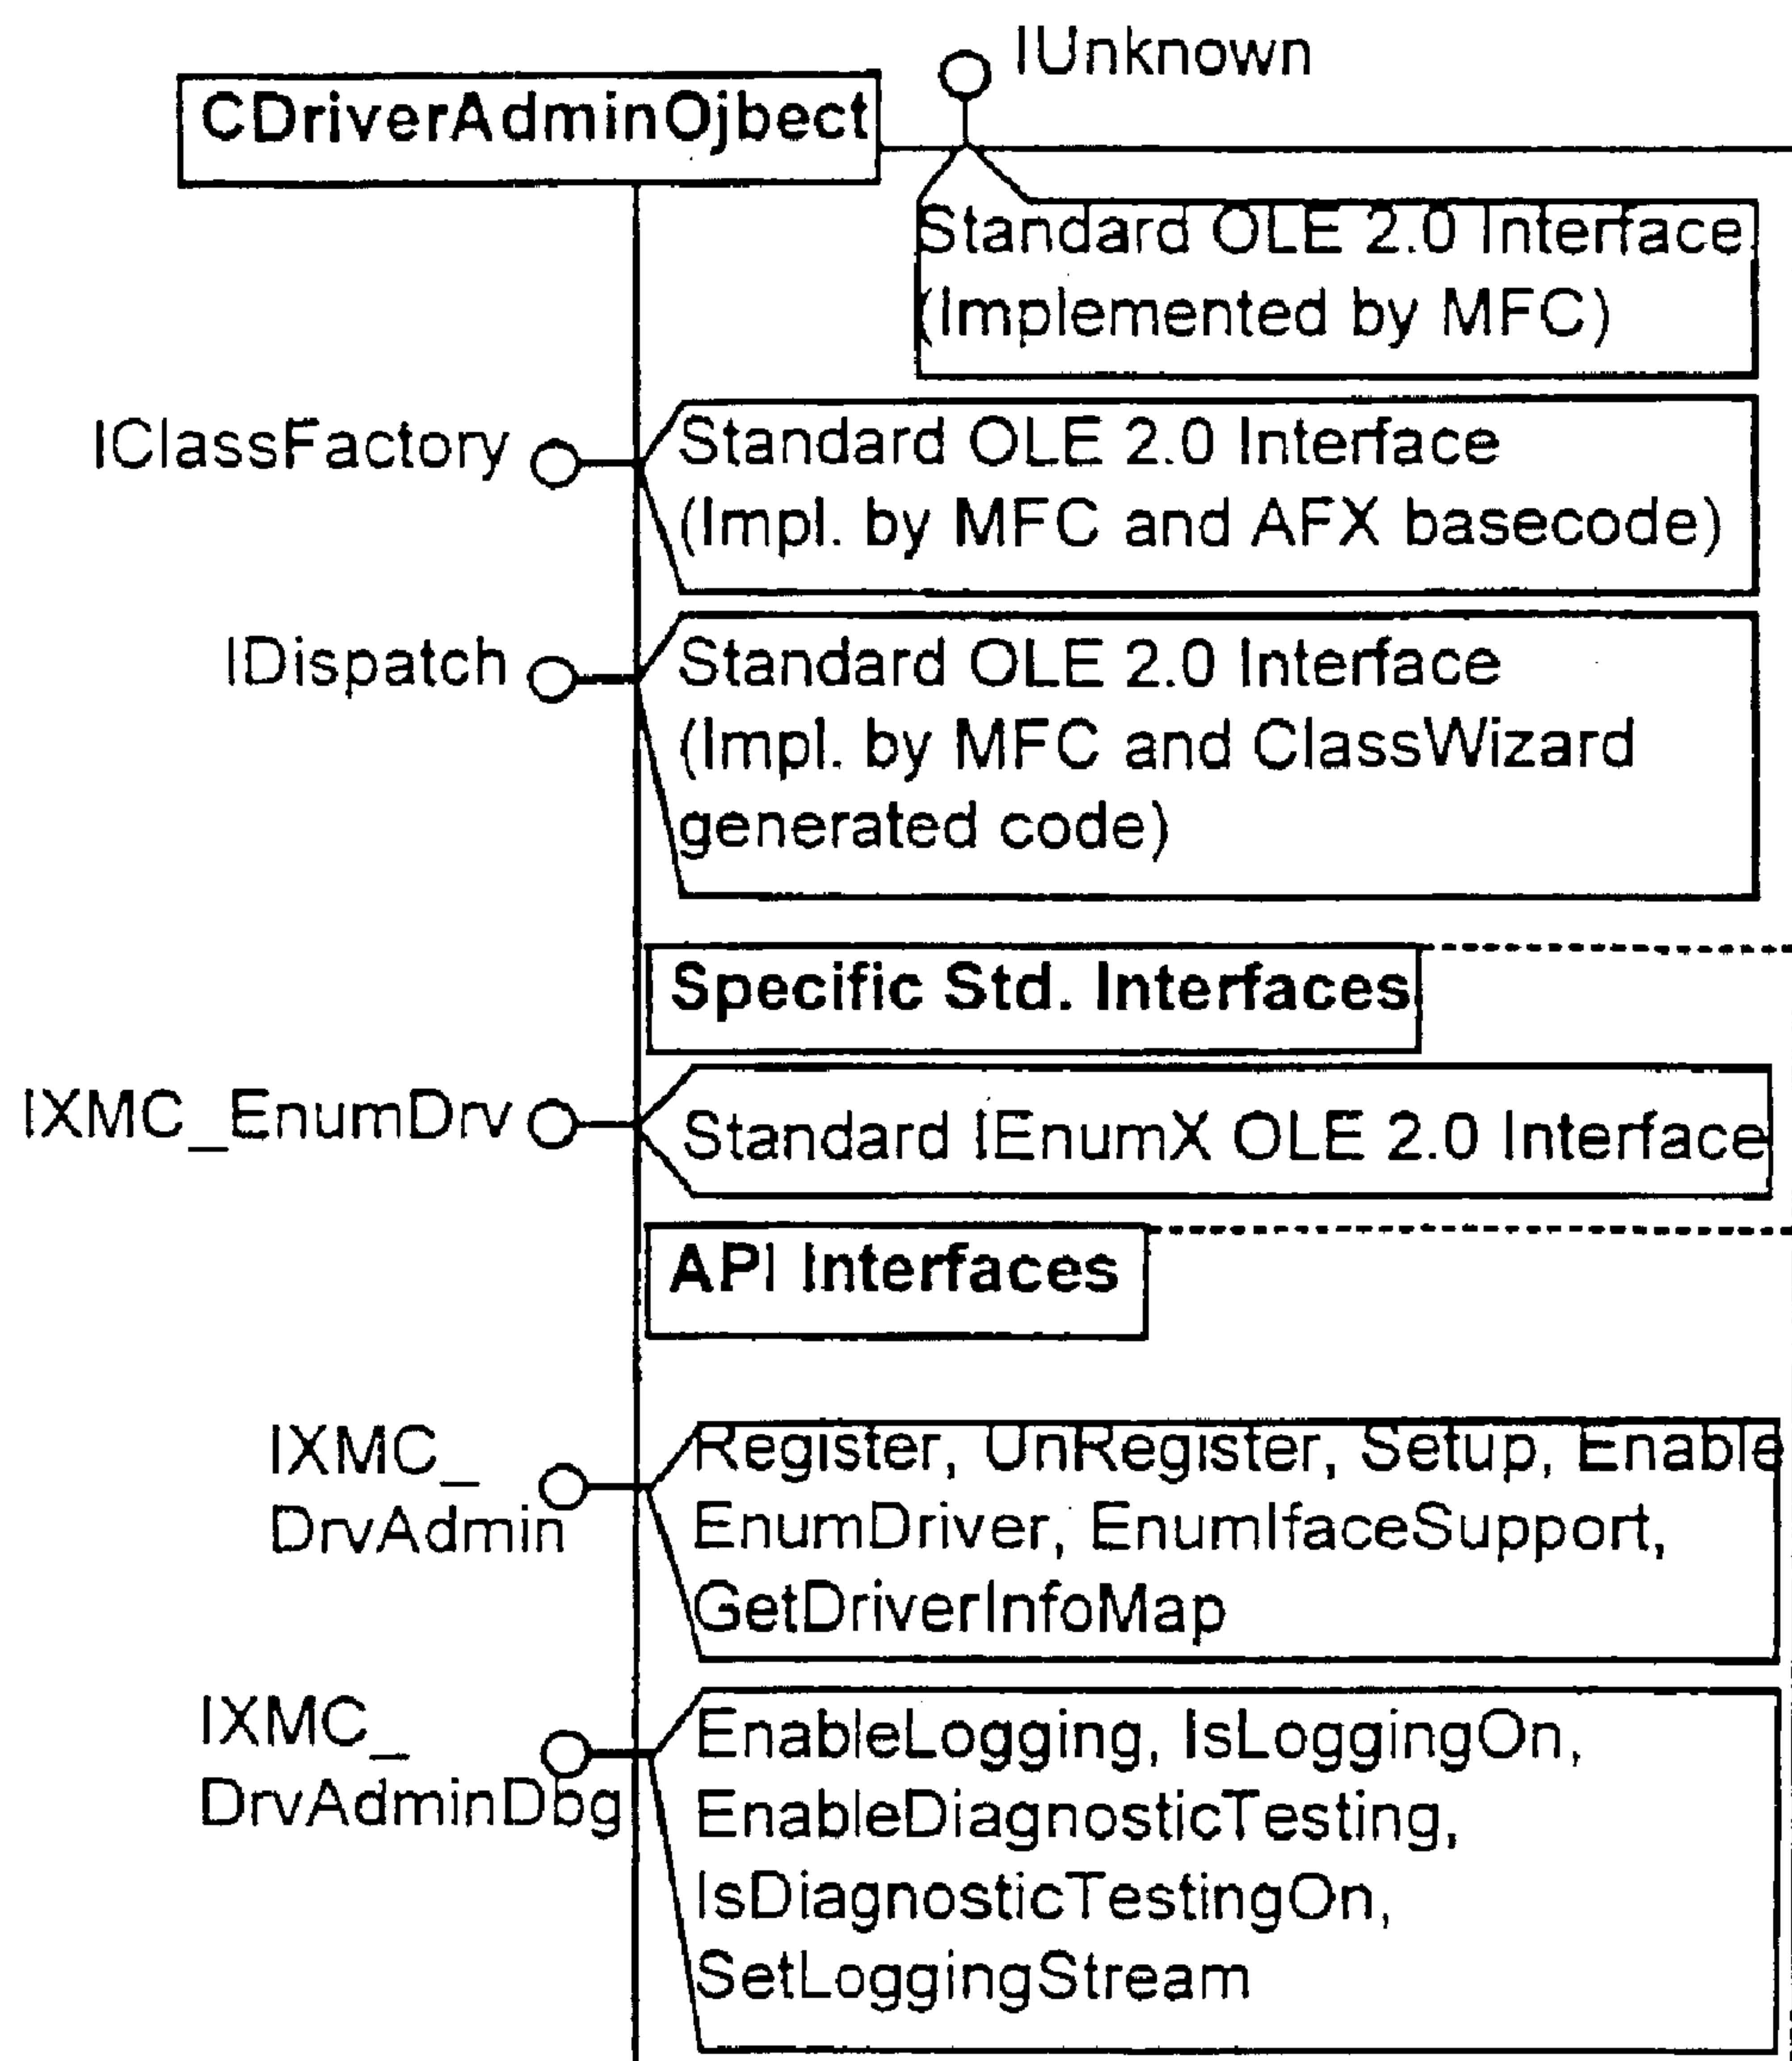 IUnknown
CDriverAdminOjbect
Standard OLE 2.0 Interface
(Implemented by MFC)
IClassFactory
Standard OLE 2.0 Interface
(Impl. by MFC and AFX basecode)
IDispatch
Standard OLE 2.0 Interface
(Impl. by MFC and ClassWizard
generated code)
Specific Std. Interfaces
IXMC_EnumDrv
Standard IEnumX OLE 2.0 Interface
API Interfaces
IXMC_
DrvAdmin
Register, UnRegister, Setup, Enable
EnumDriver, EnumIfaceSupport,
GetDriverInfoMap
IXMC_
DrvAdminDbg
EnableLogging, IsLoggingOn,
EnableDiagnosticTesting,
IsDiagnosticTestingOn,
SetLoggingStream